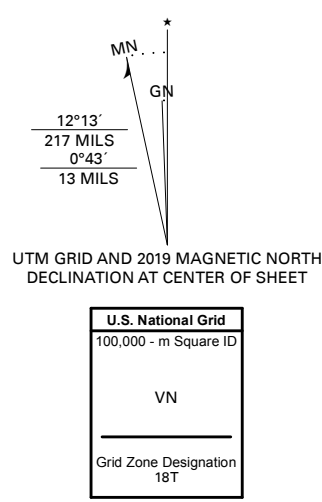 ★
MN
GN
12°13´
217 MILS
0°43´
13 MILS
UTM GRID AND 2019 MAGNETIC NORTH
DECLINATION AT CENTER OF SHEET
U.S. National Grid
100,000 - m Square ID
VN
Grid Zone Designation
18T